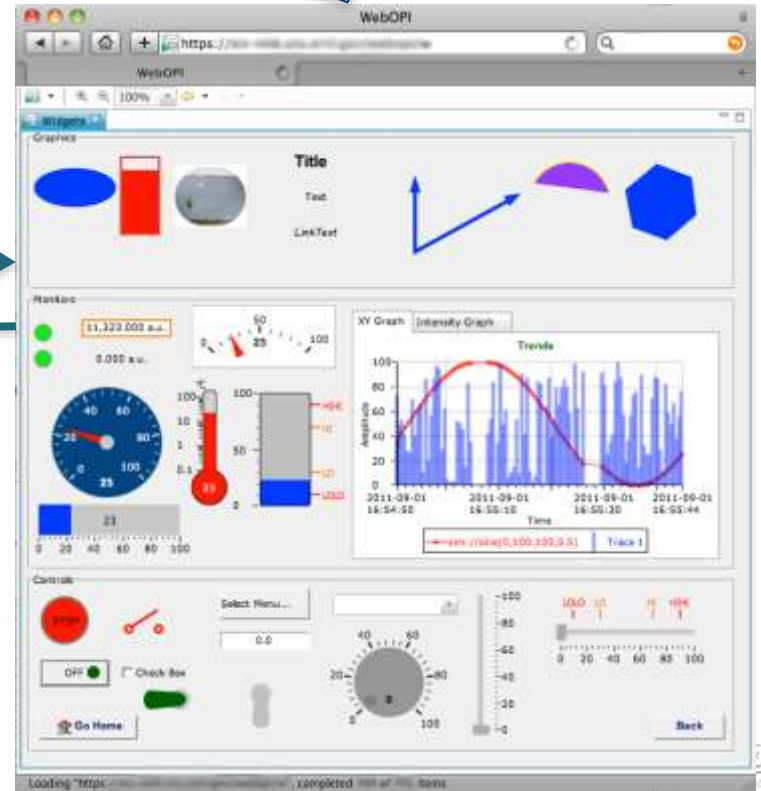 WebOPI
https://
WebOPI
100%
Widgets
Graphics
Title
Text
LinkText
Monitors
0.000 a.u.
0
50
100
23
20
40
60
80
0
100
23
100
10
1
0.1
23
100
50
0
HIHI
HI
LO
LOLO
23
0 20 40 60 80 100
XY Graph
Intensity Graph
Trends
Amplitude
100
80
60
40
20
0
2011-09-01 2011-09-01 2011-09-01 2011-09-01
16:54:50 16:55:10 16:55:30 16:55:44
Time
Trace 1
Controls
STOP
Select Menu...
0.0
OFF
Check Box
Go Home
0
20
40
60
80
100
0
100
80
60
40
20
0
LOLO LO HI HIHI
0 20 40 60 80 100
Back
Loading "https:
completed
of
items